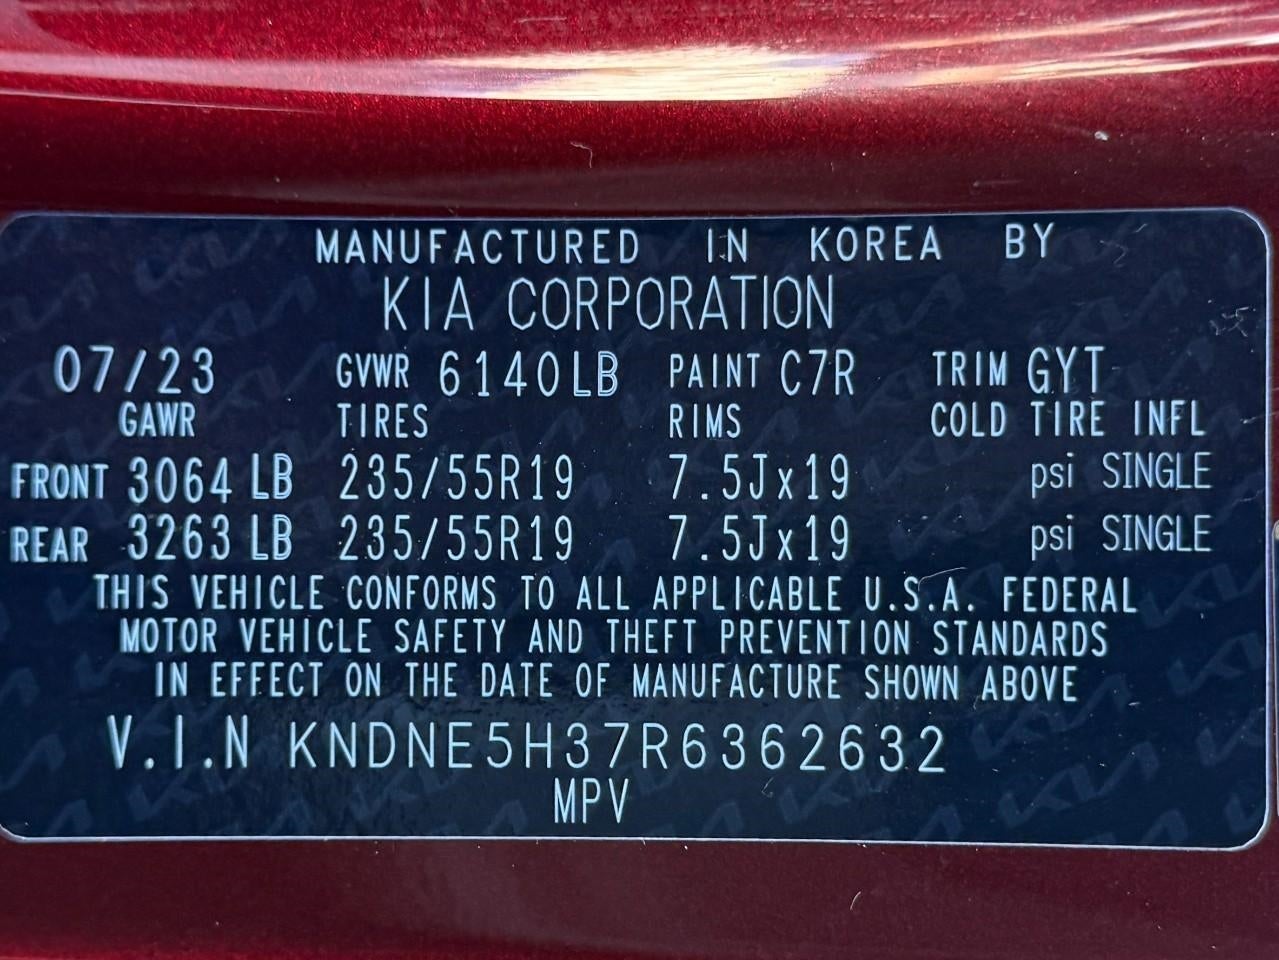 MANUFACTURED IN KOREA BY
KIA CORPORATION
07/23 GVWR 6140LB PAINT C7R TRIM GYT
GAWR TIRES RIMS COLD TIRE INFL
FRONT 3064 LB 235/55R19 7.5Jx19 psi SINGLE
REAR 3263 LB 235/55R19 7.5Jx19 psi SINGLE
THIS VEHICLE CONFORMS TO ALL APPLICABLE U.S.A. FEDERAL
MOTOR VEHICLE SAFETY AND THEFT PREVENTION STANDARDS
IN EFFECT ON THE DATE OF MANUFACTURE SHOWN ABOVE
V.I.N KNDNE5H37R6362632
MPV